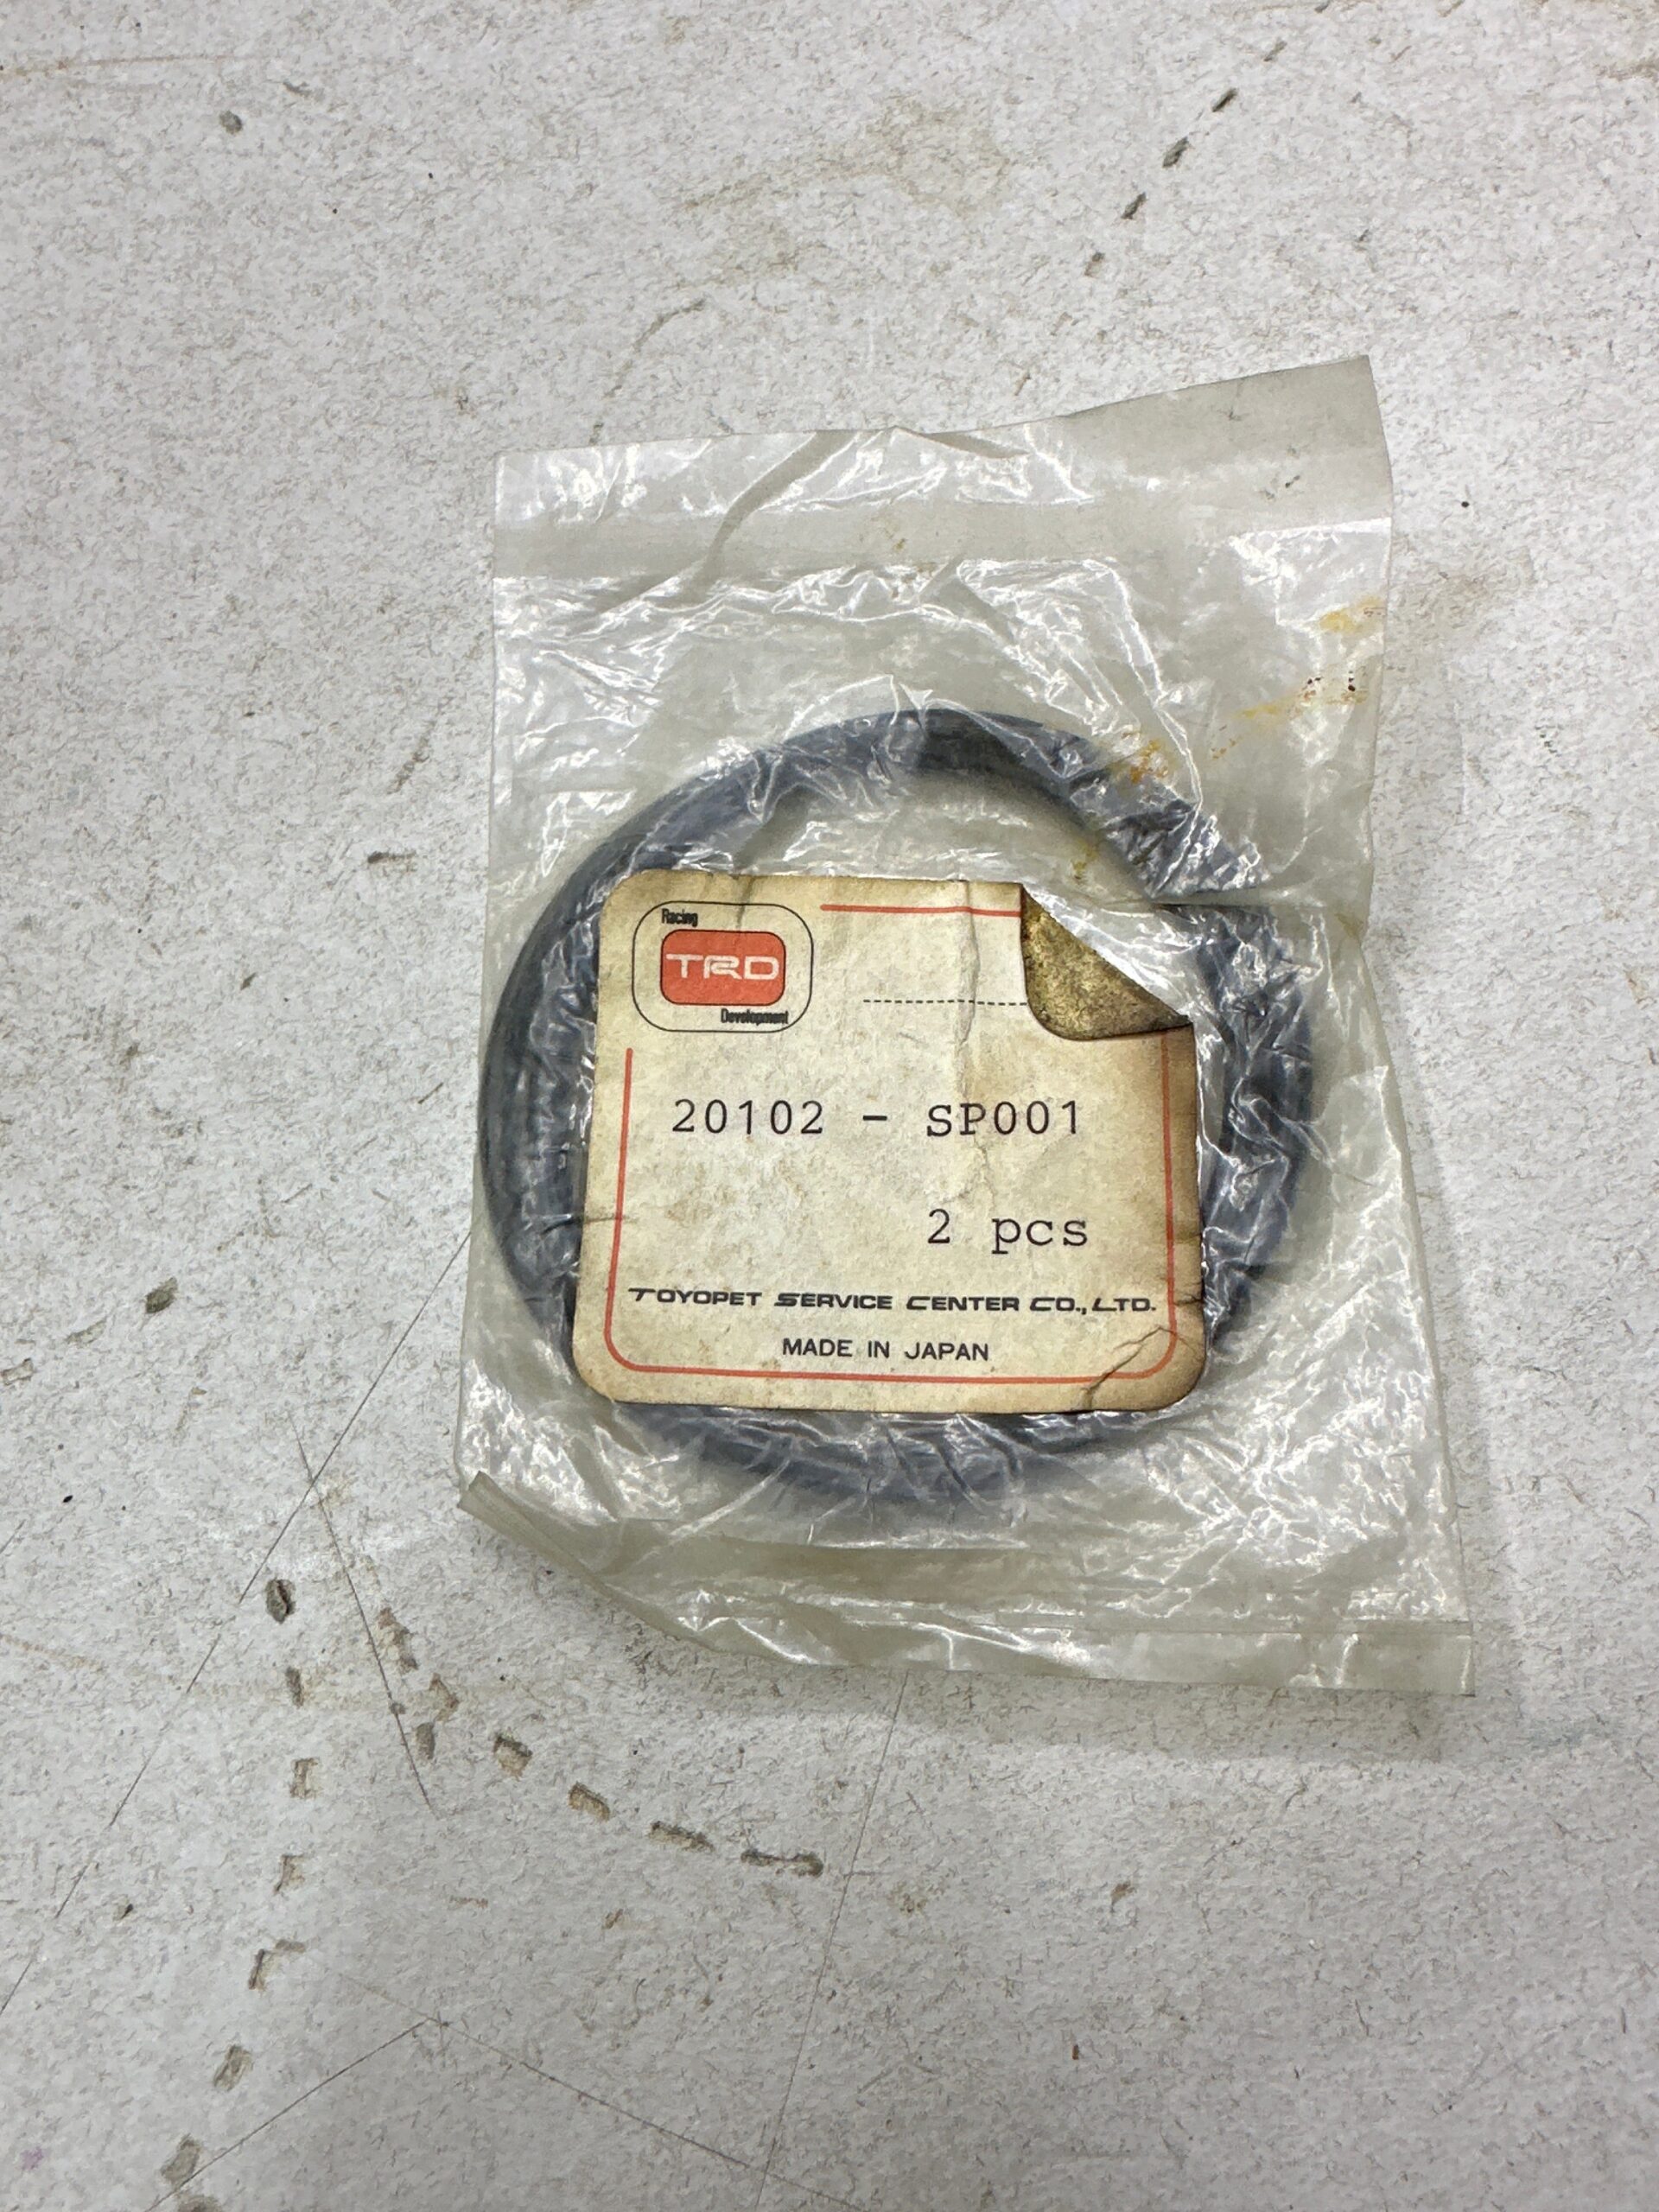 Racing
TRD
Development
20102 - SP001
2 pcs
TOYOPET SERVICE CENTER CO., LTD.
MADE IN JAPAN